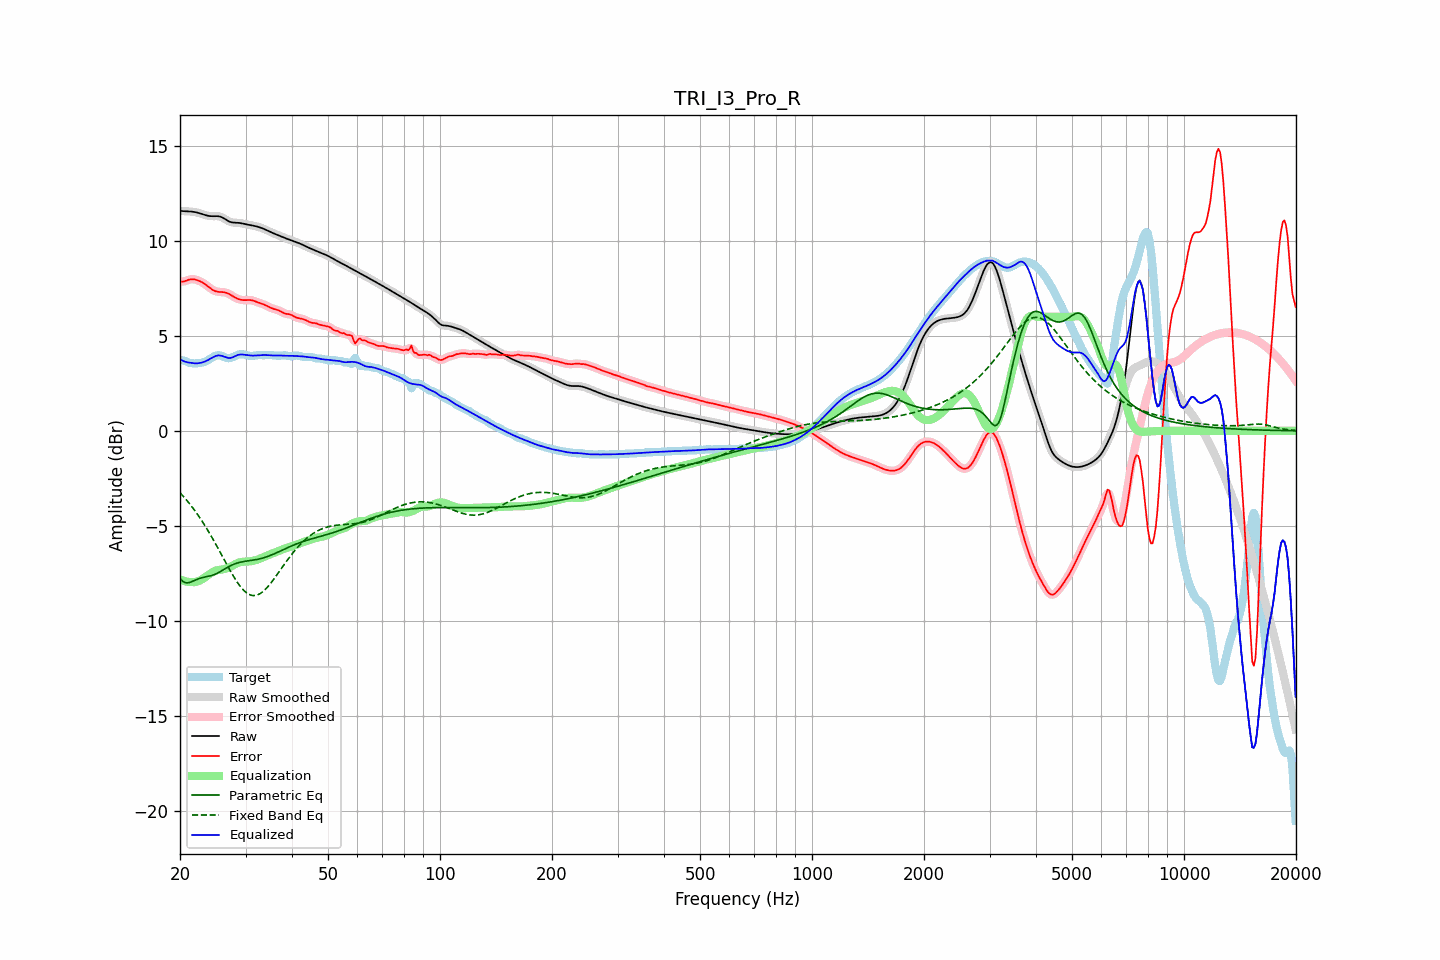 TRI_I3_Pro_R
Amplitude (dBr)
15
10
5
0
−5
−10
−15
−20
Target
Raw Smoothed
Error Smoothed
Raw
Error
Equalization
Parametric Eq
Fixed Band Eq
Equalized
20 50 100 200 500 1000 2000 5000 10000 20000
Frequency (Hz)